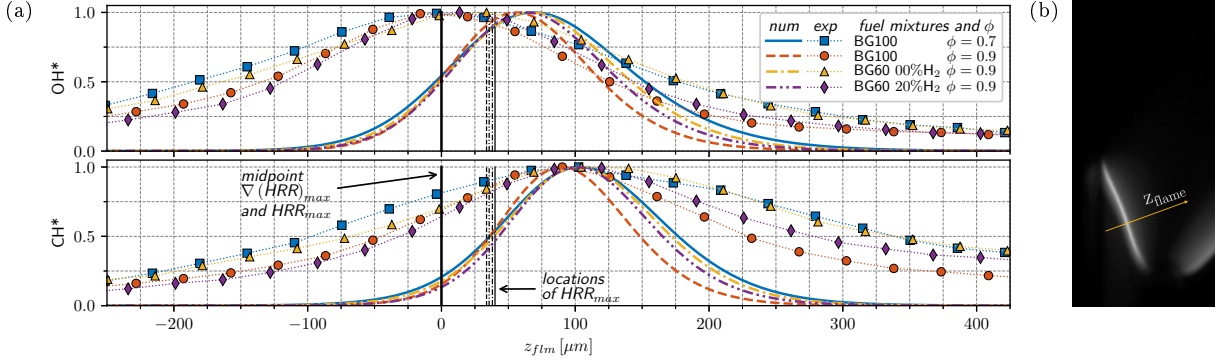 (a)
OH*
1.0
0.5
0.0
num exp fuel mixtures and ϕ
BG100 ϕ = 0.7
BG100 ϕ = 0.9
BG60 00%H₂ ϕ = 0.9
BG60 20%H₂ ϕ = 0.9
CH*
1.0
0.5
0.0
midpoint
∇ (HRR)max
and HRRmax
locations
of HRRmax
−200 −100 0 100 200 300 400
z_flm [μm]
(b)
z_flame